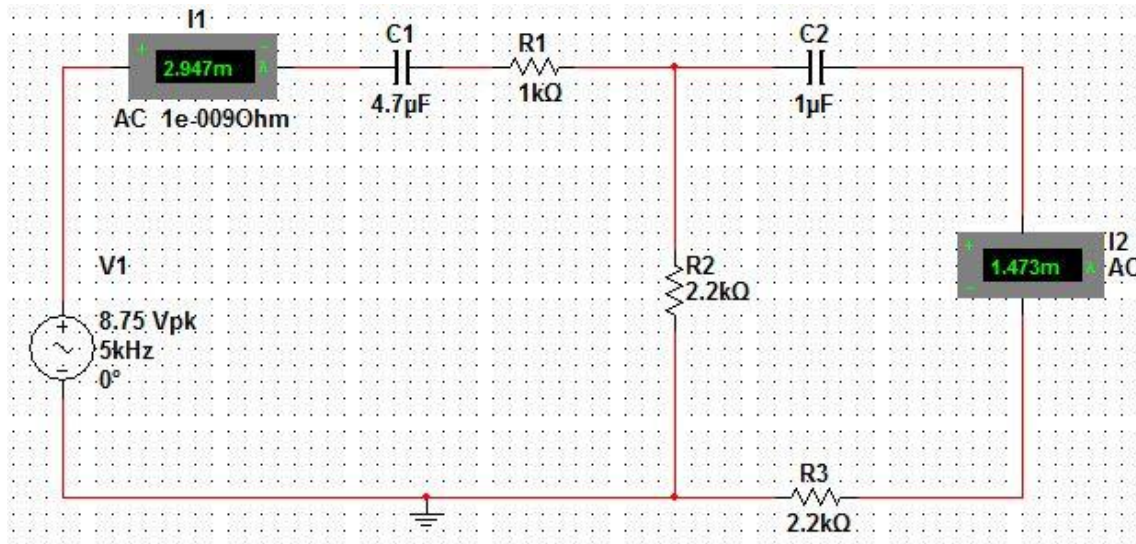 I1
+
-
2.947m
A
AC 1e-009Ohm
C1
4.7µF
R1
1kΩ
C2
1µF
V1
+
-
8.75 Vpk
5kHz
0°
R2
2.2kΩ
I2
+
-
1.473m
A
AC
R3
2.2kΩ